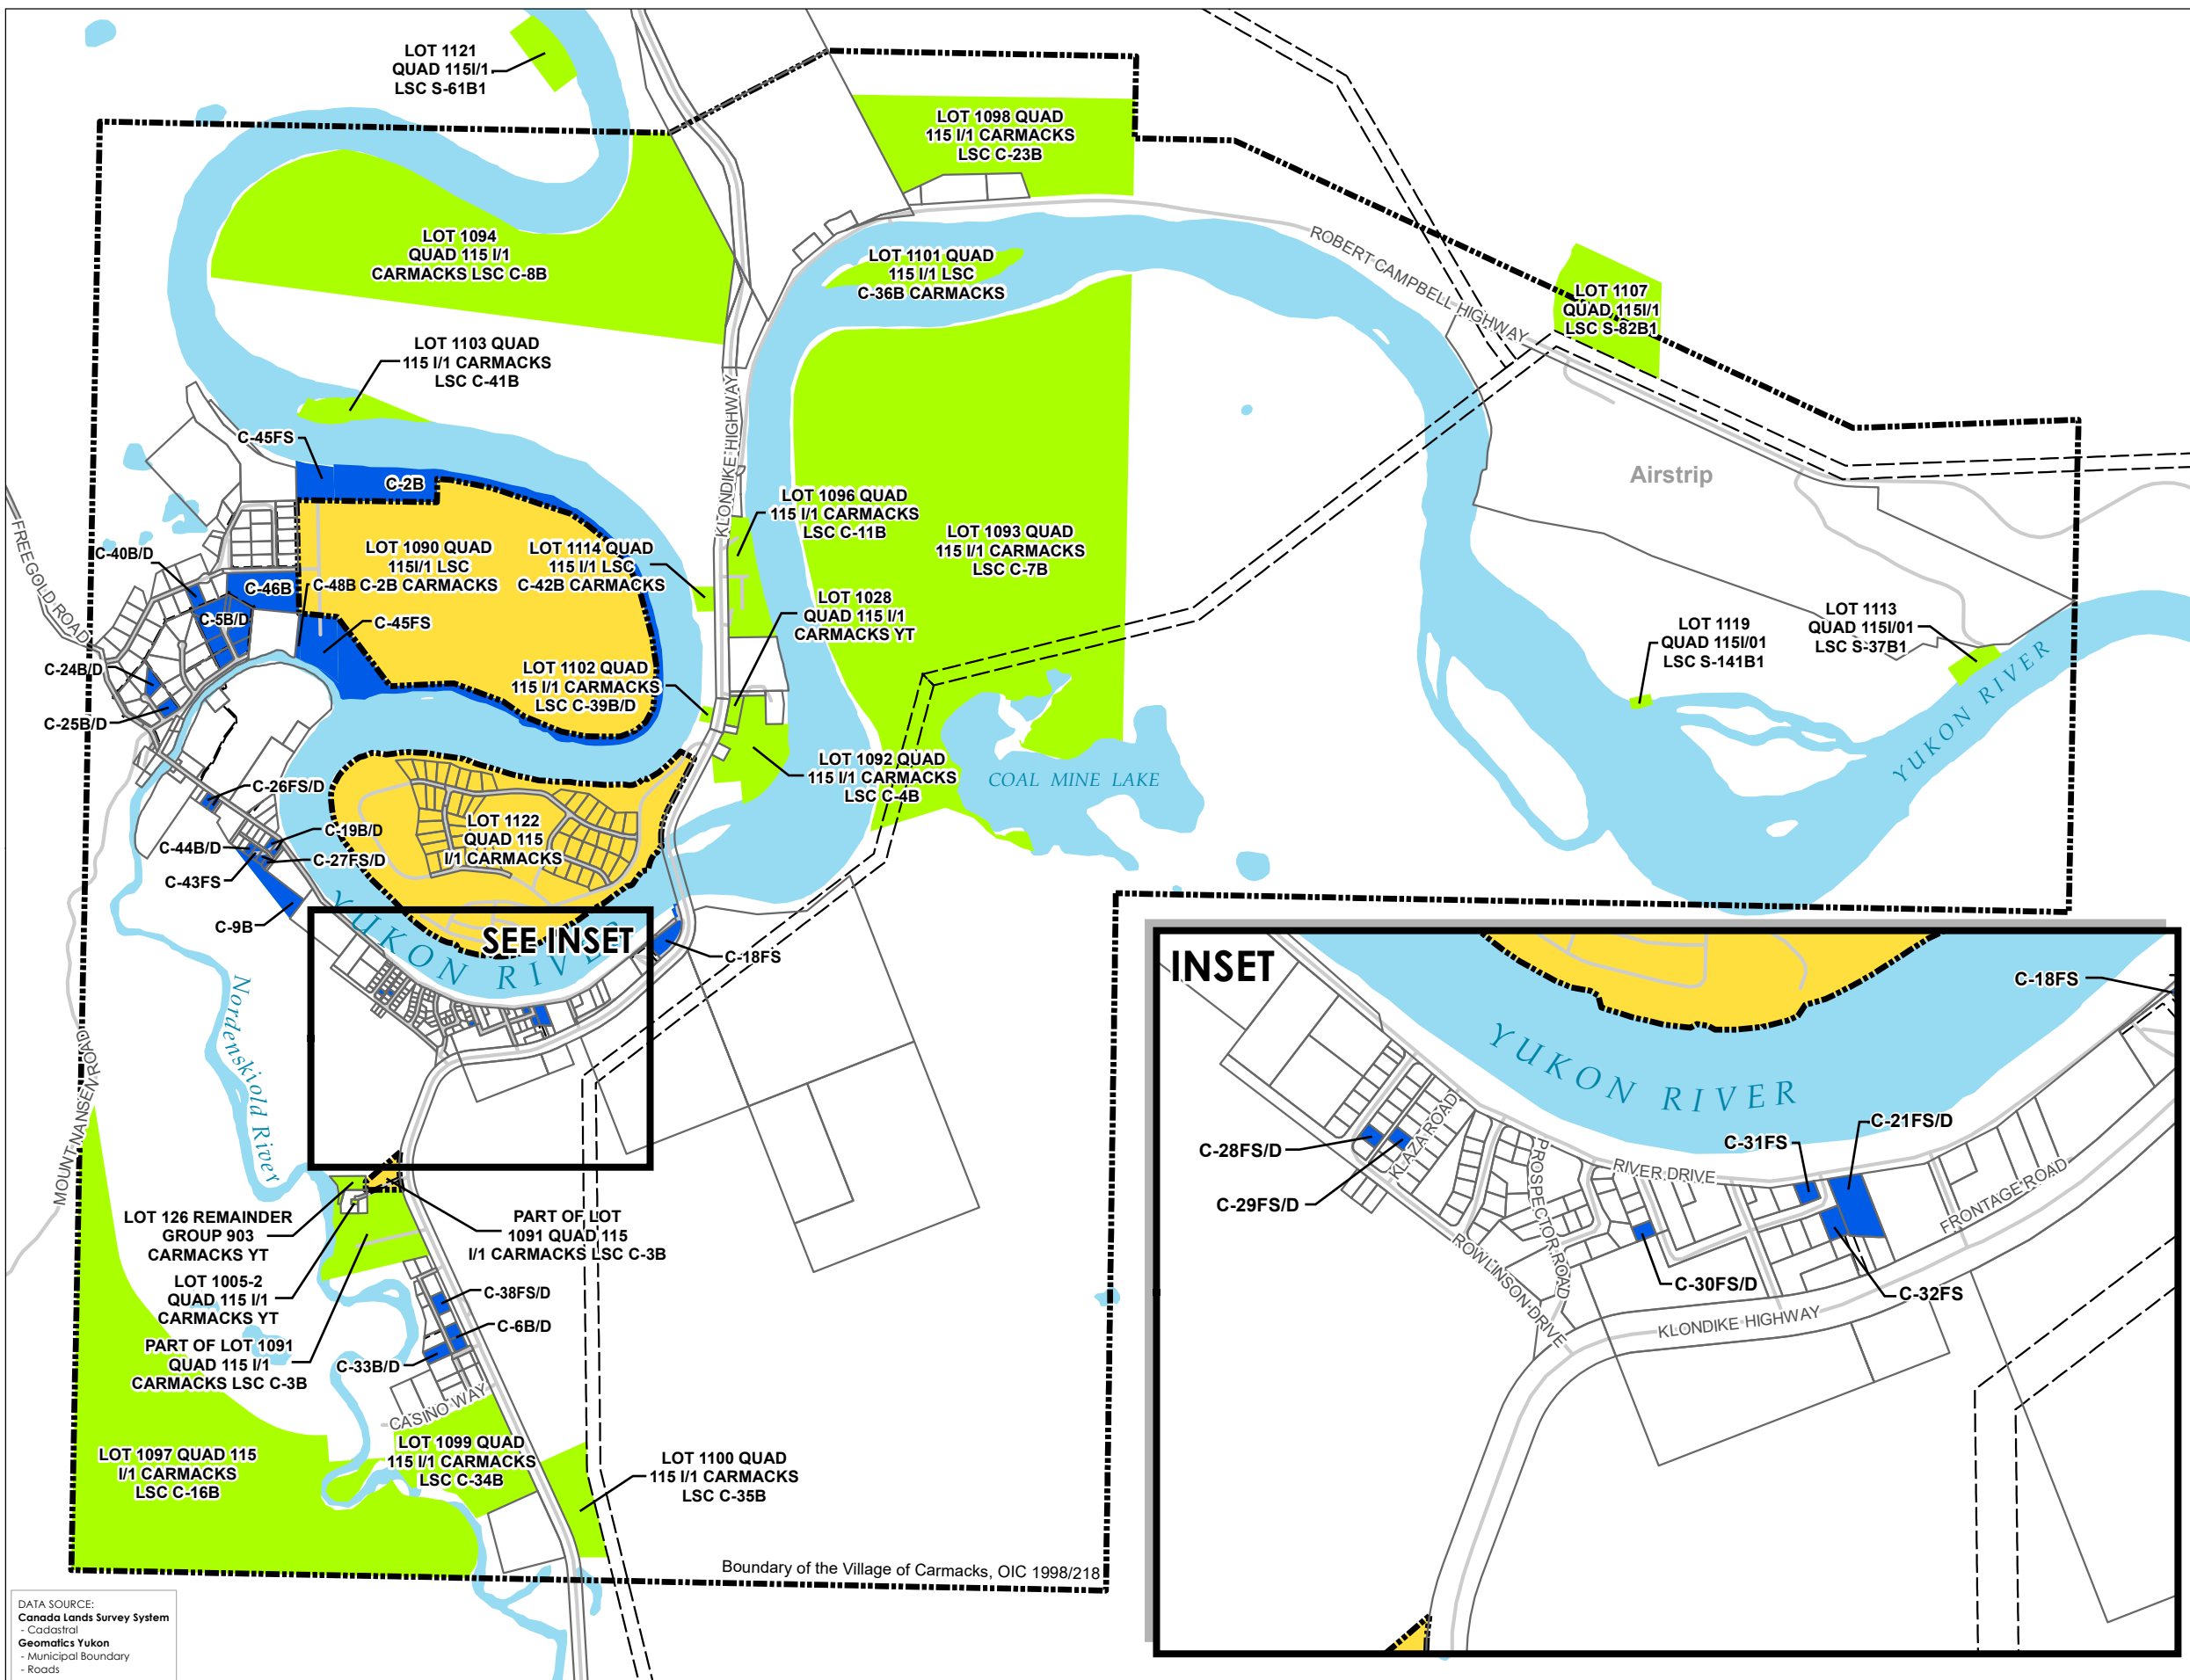 LOT 1121
QUAD 115I/1
LSC S-61B1
LOT 1098 QUAD
115 I/1 CARMACKS
LSC C-23B
LOT 1094
QUAD 115 I/1
CARMACKS LSC C-8B
LOT 1101 QUAD
115 I/1 LSC
C-36B CARMACKS
ROBERT CAMPBELL HIGHWAY
LOT 1107
QUAD 115I/1
LSC S-82B1
LOT 1103 QUAD
115 I/1 CARMACKS
LSC C-41B
KLONDIKE HIGHWAY
C-45FS
C-2B
Airstrip
LOT 1096 QUAD
115 I/1 CARMACKS
LSC C-11B
LOT 1093 QUAD
115 I/1 CARMACKS
LSC C-7B
FREEGOLD ROAD
C-40B/D
LOT 1090 QUAD
115I/1 LSC
C-2B CARMACKS
LOT 1114 QUAD
115 I/1 LSC
C-42B CARMACKS
C-46B
C-48B
C-5B/D
C-45FS
LOT 1028
QUAD 115 I/1
CARMACKS YT
LOT 1119
QUAD 115I/01
LSC S-141B1
LOT 1113
QUAD 115I/01
LSC S-37B1
C-24B/D
LOT 1102 QUAD
115 I/1 CARMACKS
LSC C-39B/D
C-25B/D
YUKON RIVER
LOT 1092 QUAD
115 I/1 CARMACKS
LSC C-4B
COAL MINE LAKE
C-26FS/D
LOT 1122
QUAD 115
I/1 CARMACKS
C-19B/D
C-44B/D
C-27FS/D
C-43FS
C-9B
YUKON RIVER
SEE INSET
C-18FS
Nordenskiold River
MOUNT NANSEN ROAD
LOT 126 REMAINDER
GROUP 903
CARMACKS YT
PART OF LOT
1091 QUAD 115
I/1 CARMACKS LSC C-3B
LOT 1005-2
QUAD 115 I/1
CARMACKS YT
C-38FS/D
C-6B/D
PART OF LOT 1091
QUAD 115 I/1
CARMACKS LSC C-3B
C-33B/D
CASINO WAY
LOT 1097 QUAD 115
I/1 CARMACKS
LSC C-16B
LOT 1099 QUAD
115 I/1 CARMACKS
LSC C-34B
LOT 1100 QUAD
115 I/1 CARMACKS
LSC C-35B
Boundary of the Village of Carmacks, OIC 1998/218
INSET
C-18FS
YUKON RIVER
C-28FS/D
C-29FS/D
KLAZA ROAD
PROSPECTOR ROAD
RIVER DRIVE
C-31FS
C-21FS/D
FRONTAGE ROAD
ROWLINSON DRIVE
C-30FS/D
C-32FS
KLONDIKE HIGHWAY
DATA SOURCE:
Canada Lands Survey System
- Cadastral
Geomatics Yukon
- Municipal Boundary
- Roads